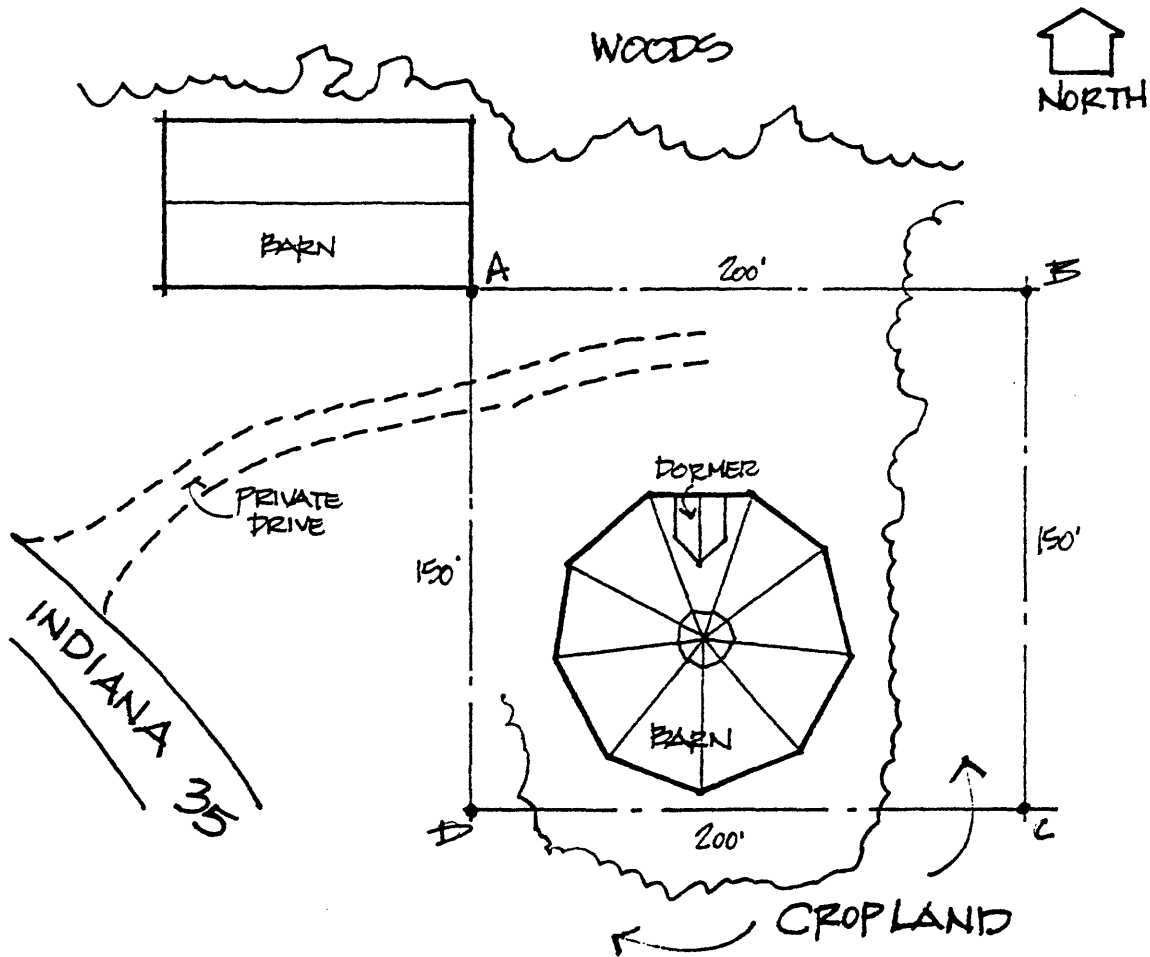 WOODS
NORTH
BARN
A
200'
B
DORMER
PRIVATE
DRIVE
150'
150'
INDIANA 35
BARN
D
200'
C
CROPLAND